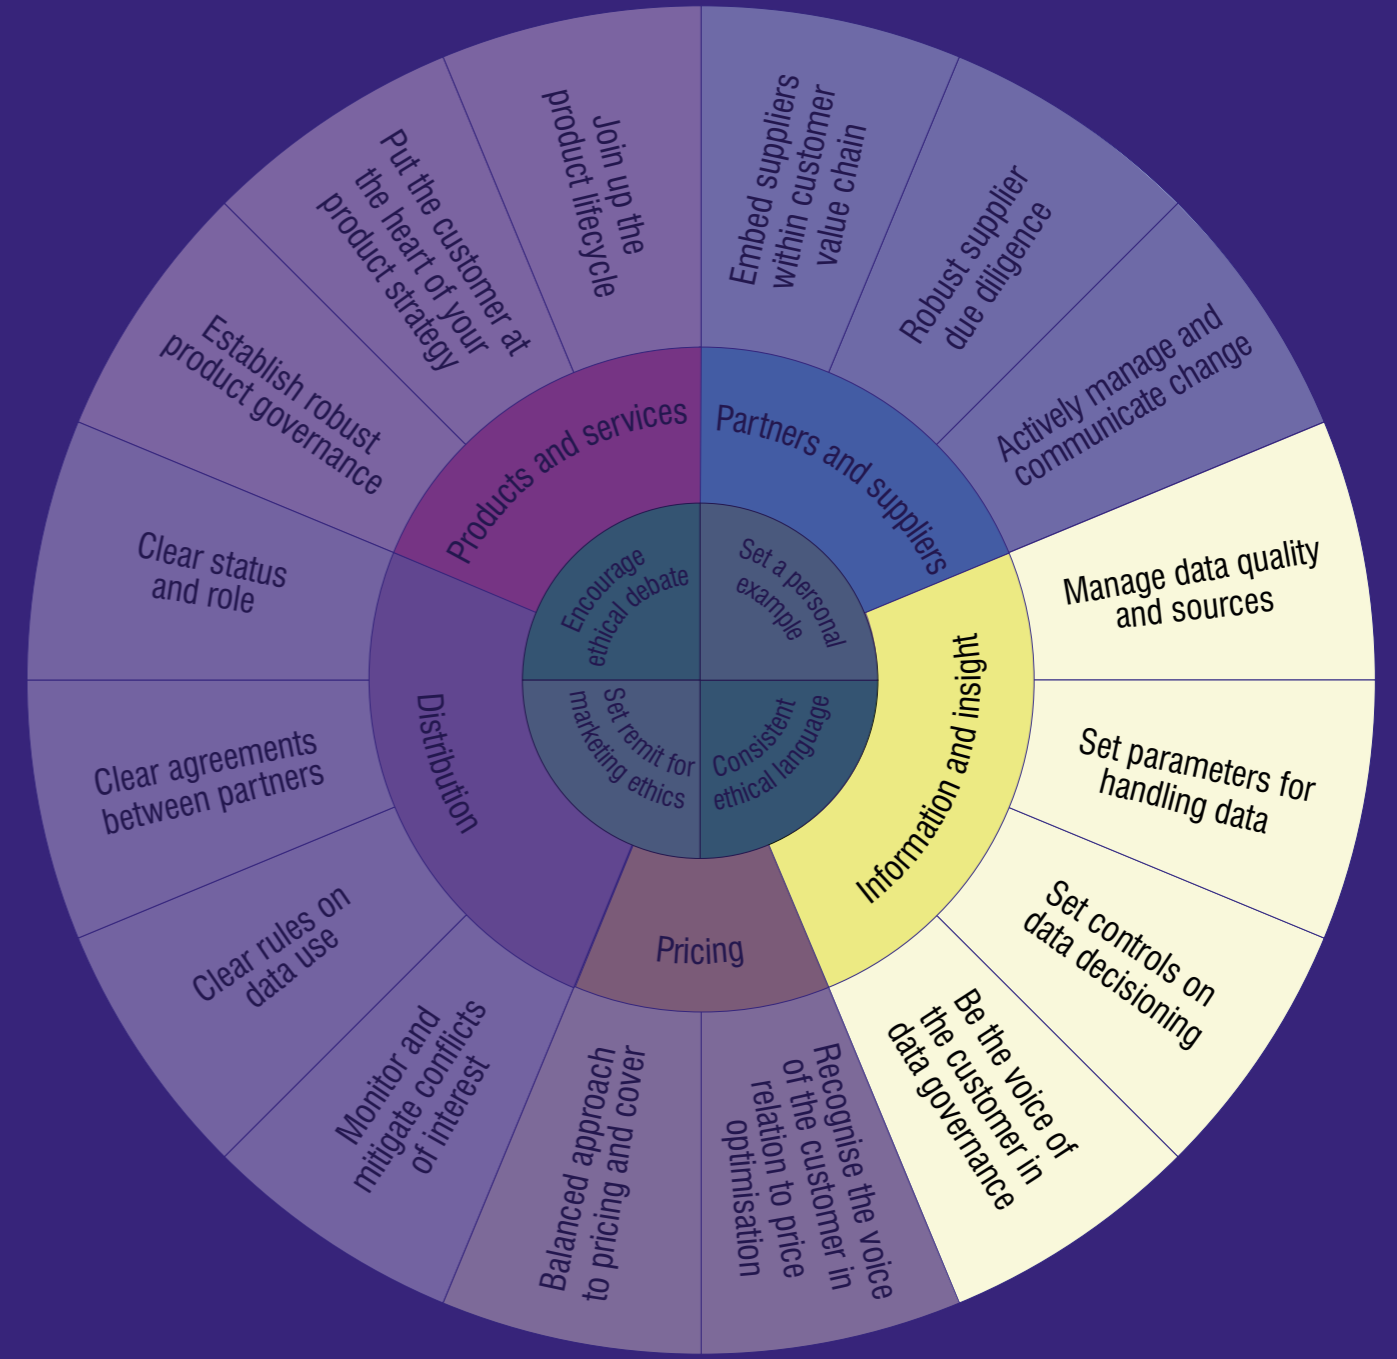 Join up the
product lifecycle
Embed suppliers
within customer
value chain
Put the customer at
the heart of your
product strategy
Robust supplier
due diligence
Establish robust
product governance
Actively manage and
communicate change
Products and services
Partners and suppliers
Clear status
and role
Encourage
ethical debate
Set a personal
example
Manage data quality
and sources
Distribution
Set remit for
marketing ethics
Consistent
ethical language
Information and insight
Clear agreements
between partners
Set parameters for
handling data
Clear rules on
data use
Pricing
Set controls on
data decisioning
Monitor and
mitigate conflicts
of interest
Balanced approach
to pricing and cover
Recognise the voice
of the customer in
relation to price
optimisation
Be the voice of
the customer in
data governance